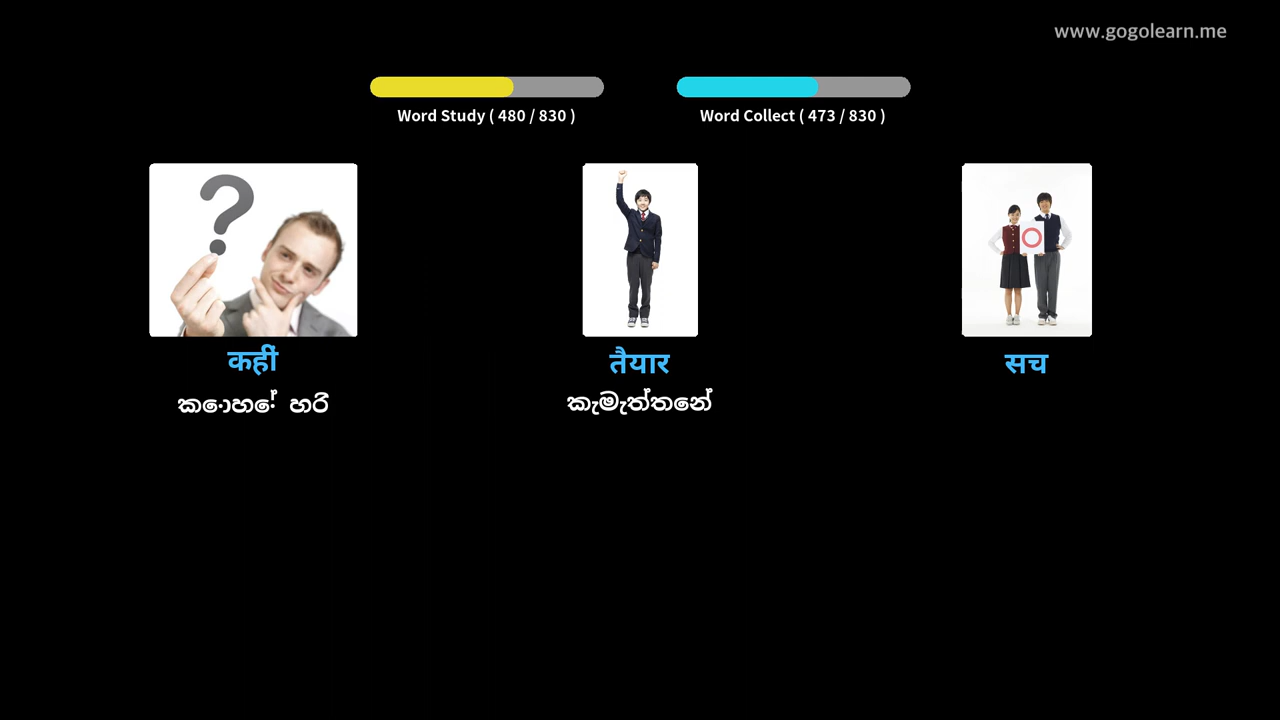 www.gogolearn.me
Word Study ( 480 / 830 )
Word Collect ( 473 / 830 )
कहीं
तैयार
सच
කොහේ හරි
කැමැත්තනේ